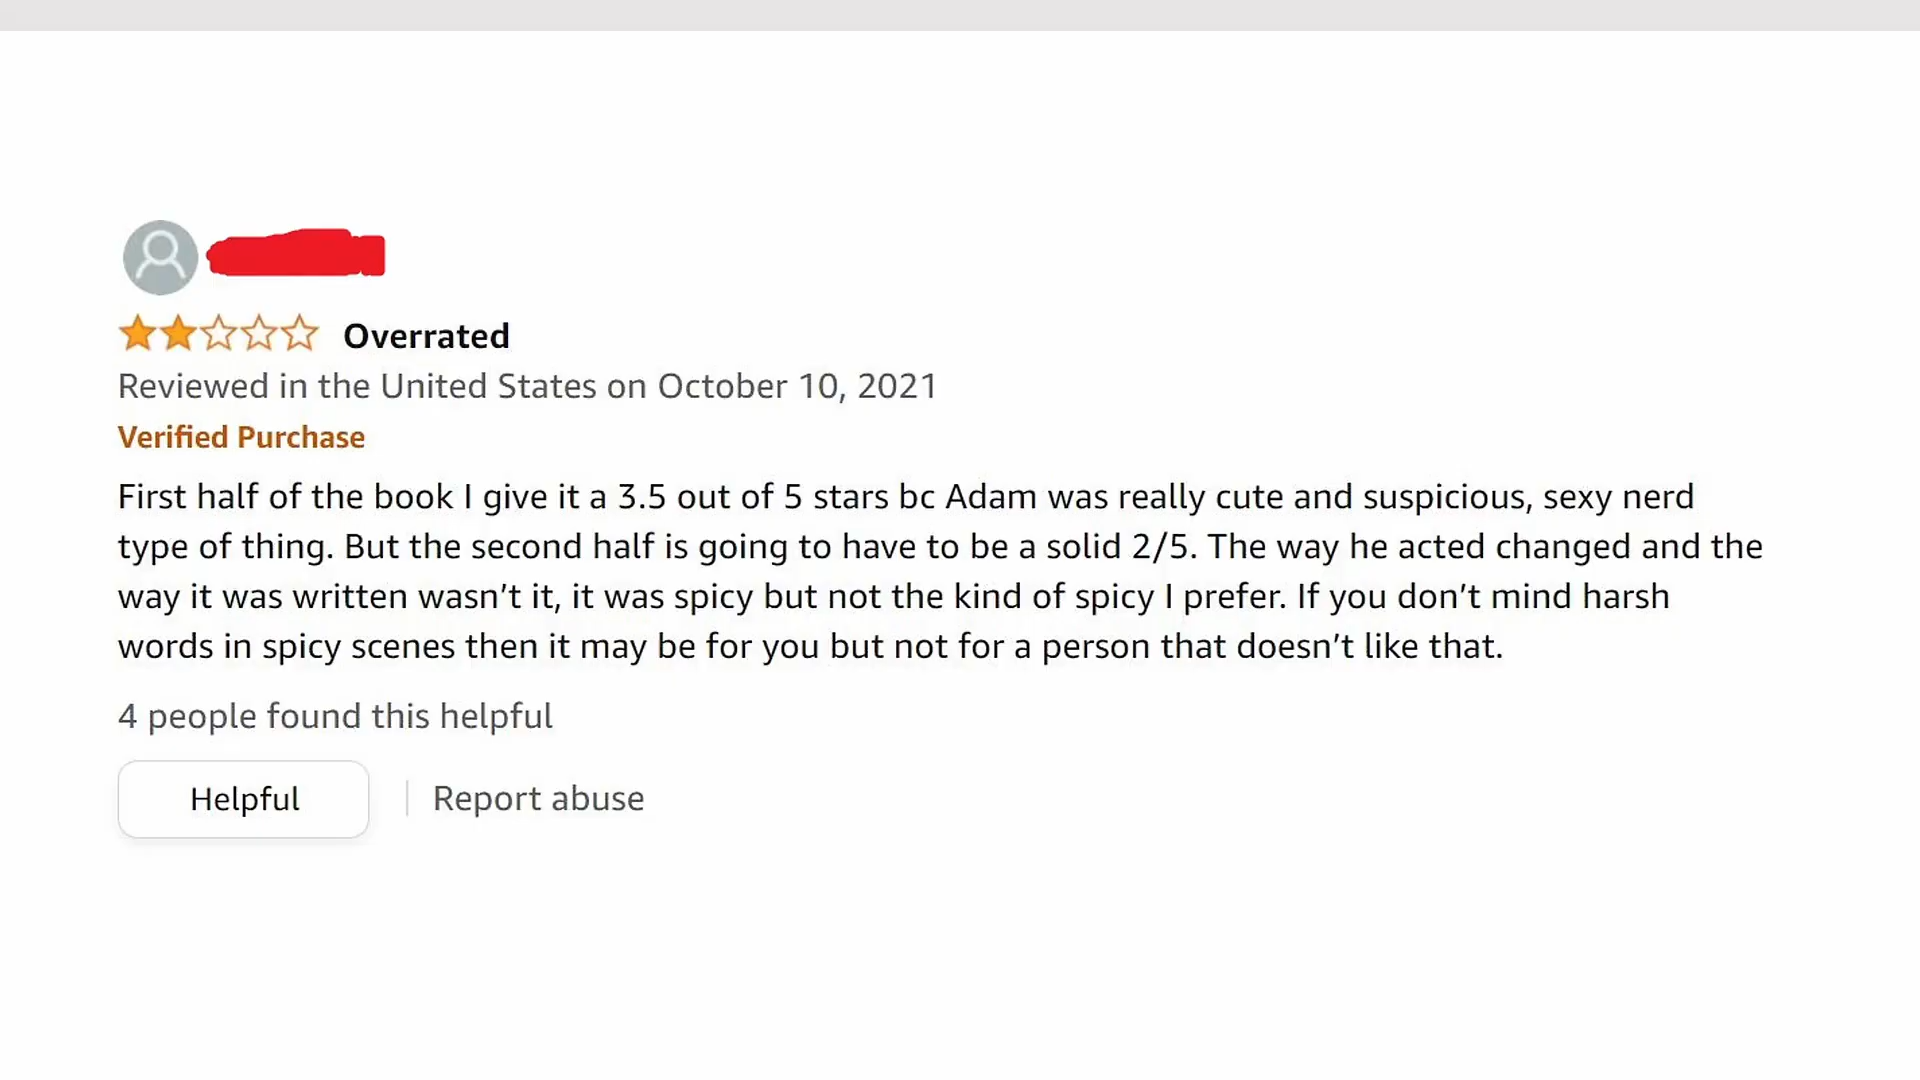 Overrated
Reviewed in the United States on October 10, 2021
Verified Purchase
First half of the book I give it a 3.5 out of 5 stars bc Adam was really cute and suspicious, sexy nerd
type of thing. But the second half is going to have to be a solid 2/5. The way he acted changed and the
way it was written wasn’t it, it was spicy but not the kind of spicy I prefer. If you don’t mind harsh
words in spicy scenes then it may be for you but not for a person that doesn’t like that.
4 people found this helpful
Helpful
Report abuse